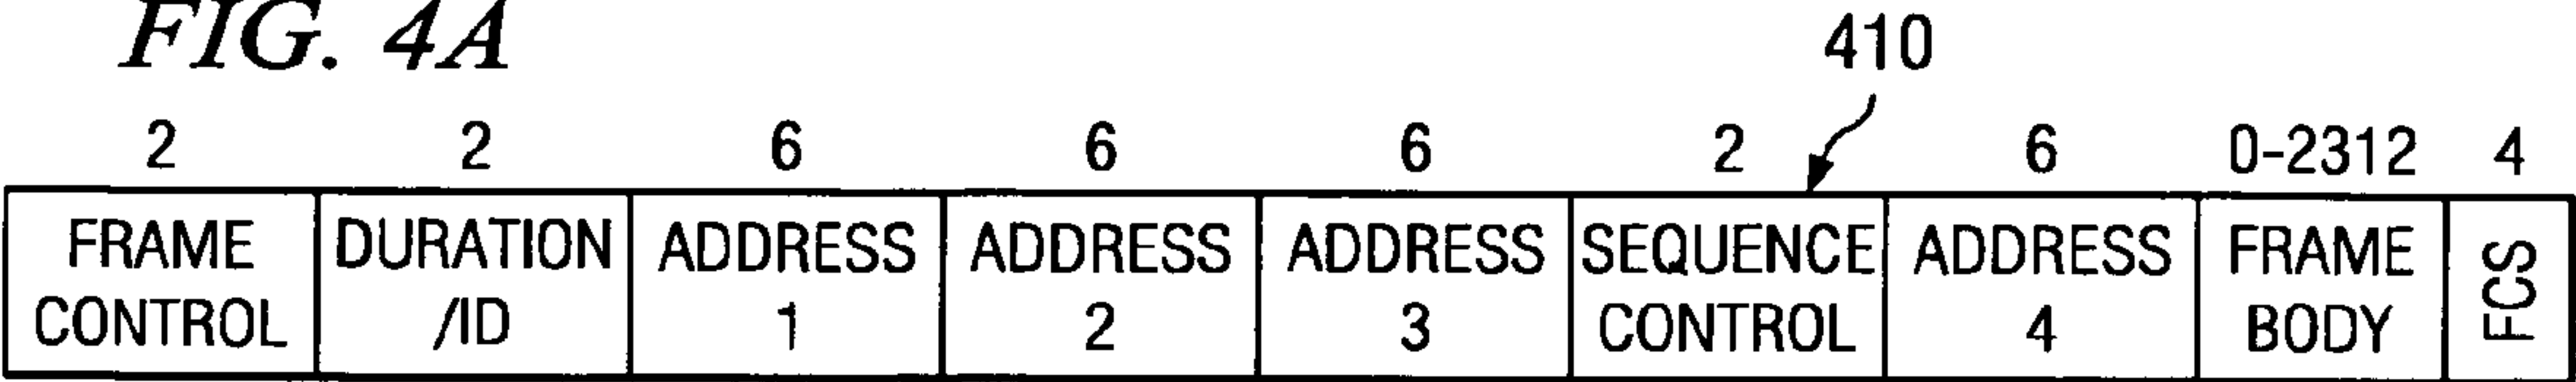 FIG. 4A
410
2 2 6 6 6 2 6 0-2312 4
FRAME CONTROL
DURATION /ID
ADDRESS 1
ADDRESS 2
ADDRESS 3
SEQUENCE CONTROL
ADDRESS 4
FRAME BODY
FCS